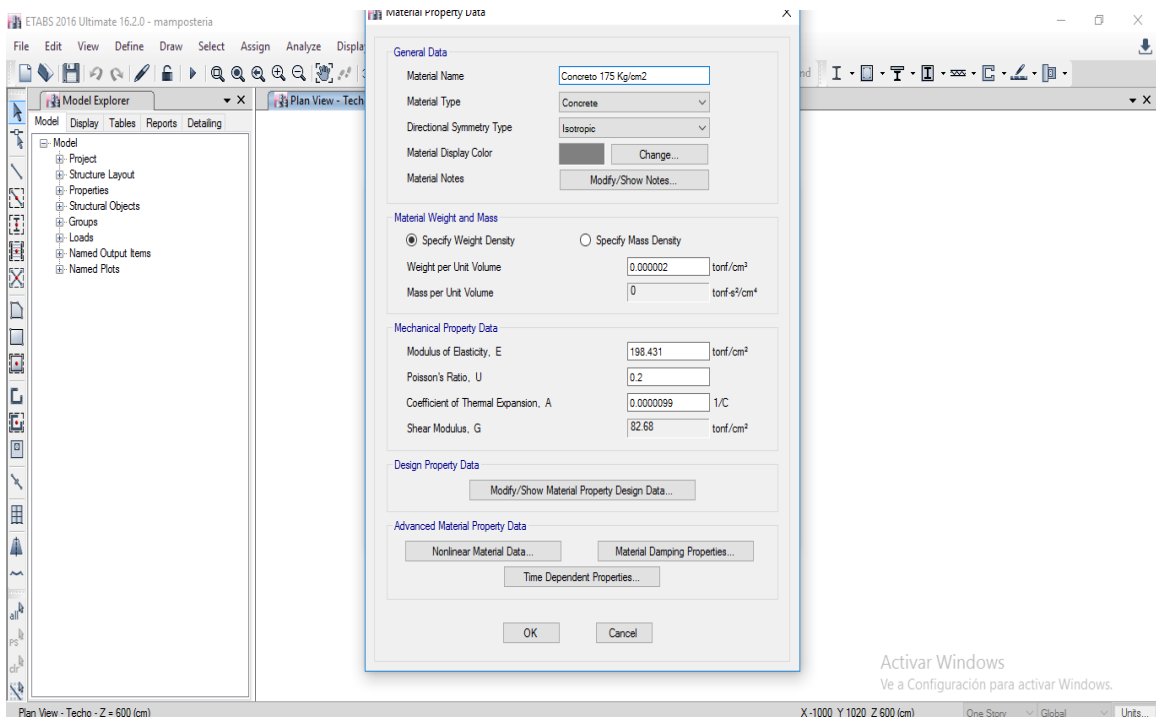 ETABS 2016 Ultimate 16.2.0 - mamposteria
Material Property Data
X
File Edit View Define Draw Select Assign Analyze Displa
nd
Model Explorer
Plan View - Tech
Model Display Tables Reports Detailing
Model
Project
Structure Layout
Properties
Structural Objects
Groups
Loads
Named Output Items
Named Plots
General Data
Material Name Concreto 175 Kg/cm2
Material Type Concrete
Directional Symmetry Type Isotropic
Material Display Color Change...
Material Notes Modify/Show Notes...
Material Weight and Mass
Specify Weight Density Specify Mass Density
Weight per Unit Volume 0.000002 tonf/cm³
Mass per Unit Volume 0 tonf-s²/cm⁴
Mechanical Property Data
Modulus of Elasticity, E 198.431 tonf/cm²
Poisson's Ratio, U 0.2
Coefficient of Thermal Expansion, A 0.0000099 1/C
Shear Modulus, G 82.68 tonf/cm²
Design Property Data
Modify/Show Material Property Design Data...
Advanced Material Property Data
Nonlinear Material Data... Material Damping Properties...
Time Dependent Properties...
OK Cancel
all
ps
dr
Activar Windows
Ve a Configuración para activar Windows.
Plan View - Techo - Z = 600 (cm) X -1000 Y 1020 Z 600 (cm) One Story Global Units...